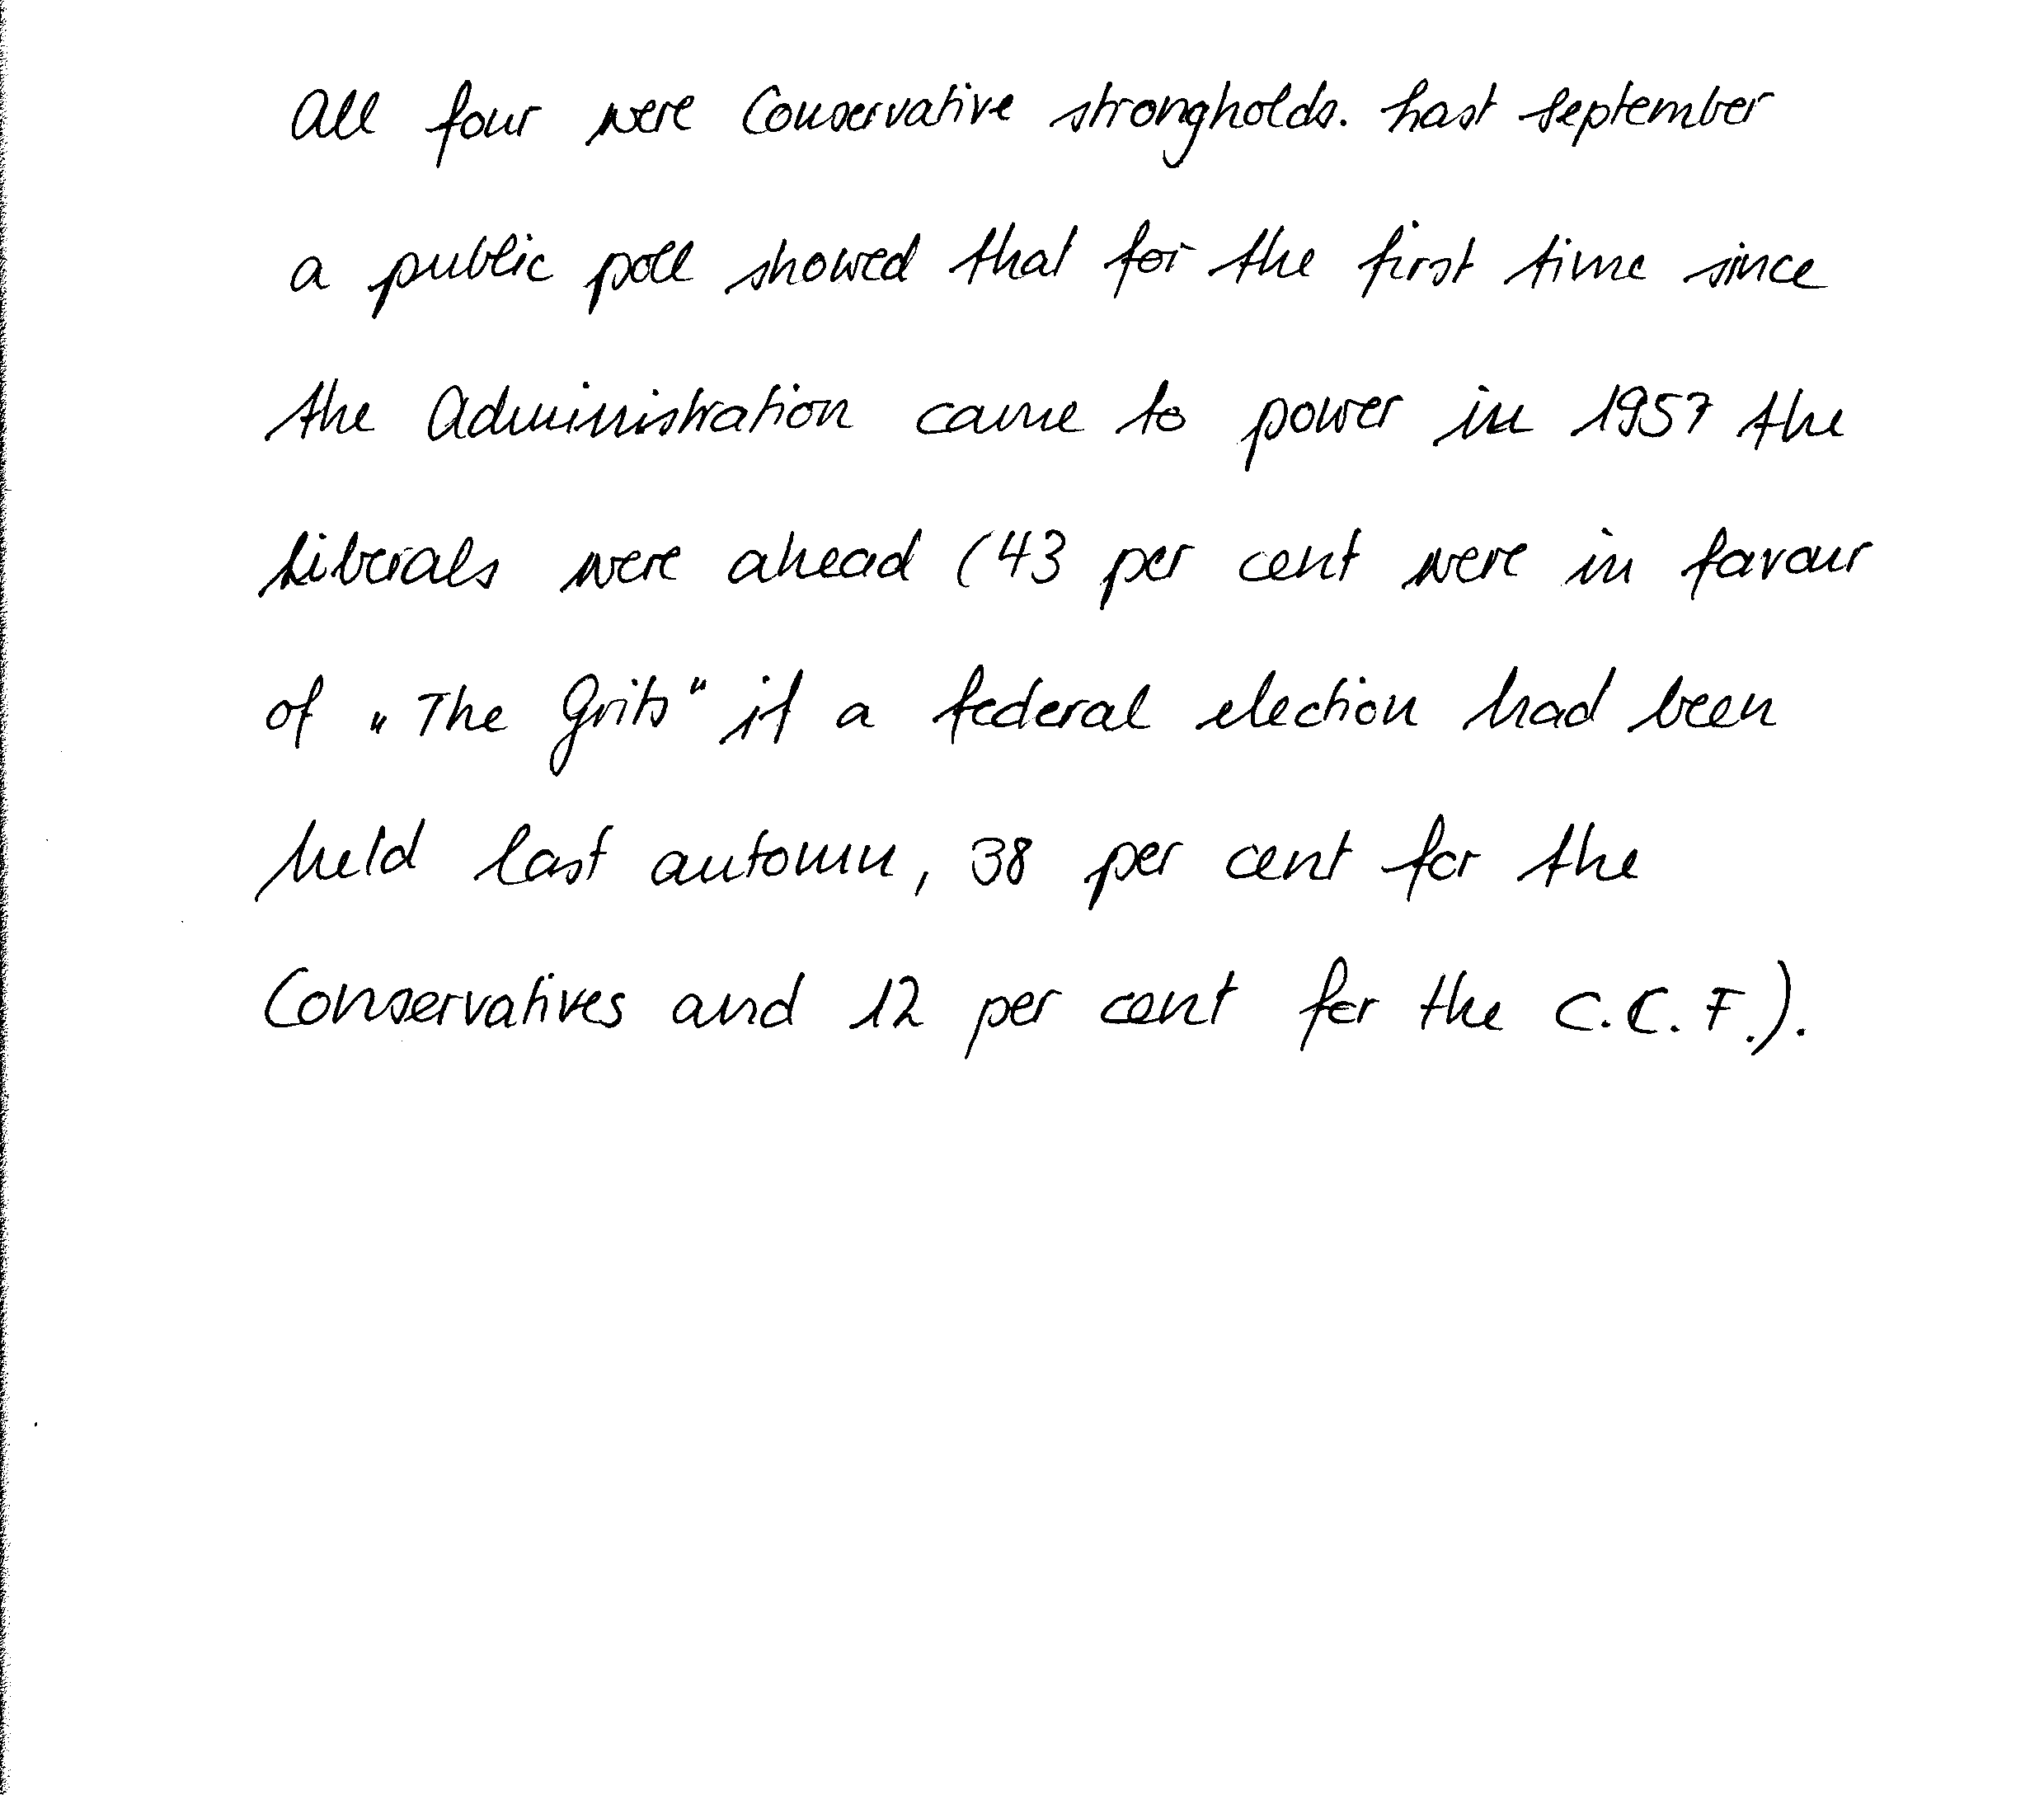 All four were Conservative strongholds. Last September
a public poll showed that for the first time since
the Administration came to power in 1957 the
Liberals were ahead (43 per cent were in favour
of „The Grits" if a federal election had been
held last automn, 38 per cent for the
Conservatives and 12 per cent for the C.C.F.).